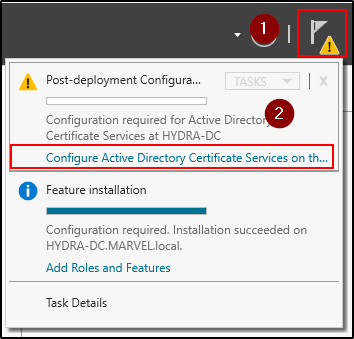 1
Post-deployment Configura...
TASKS
X
2
Configuration required for Active Directory
Certificate Services at HYDRA-DC
Configure Active Directory Certificate Services on th...
Feature installation
Configuration required. Installation succeeded on
HYDRA-DC.MARVEL.local.
Add Roles and Features
Task Details